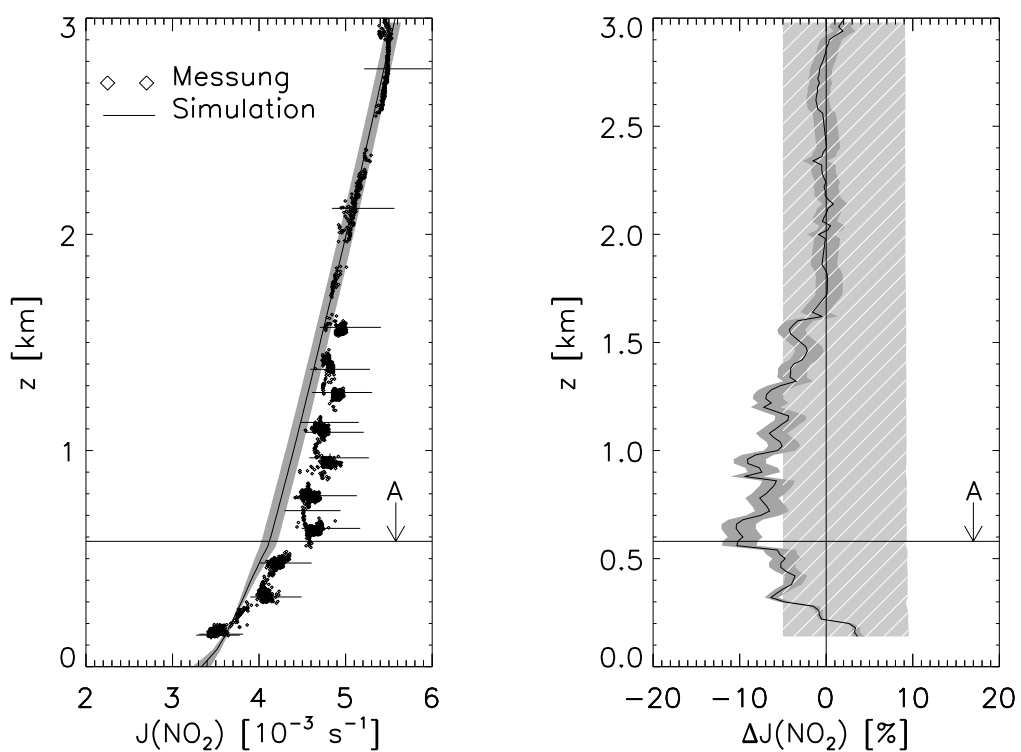 3
2
1
0
z [km]
Messung
Simulation
A
2 3 4 5 6
J(NO₂) [10⁻³ s⁻¹]
3.0
2.5
2.0
1.5
1.0
0.5
0.0
z [km]
A
−20 −10 0 10 20
ΔJ(NO₂) [%]